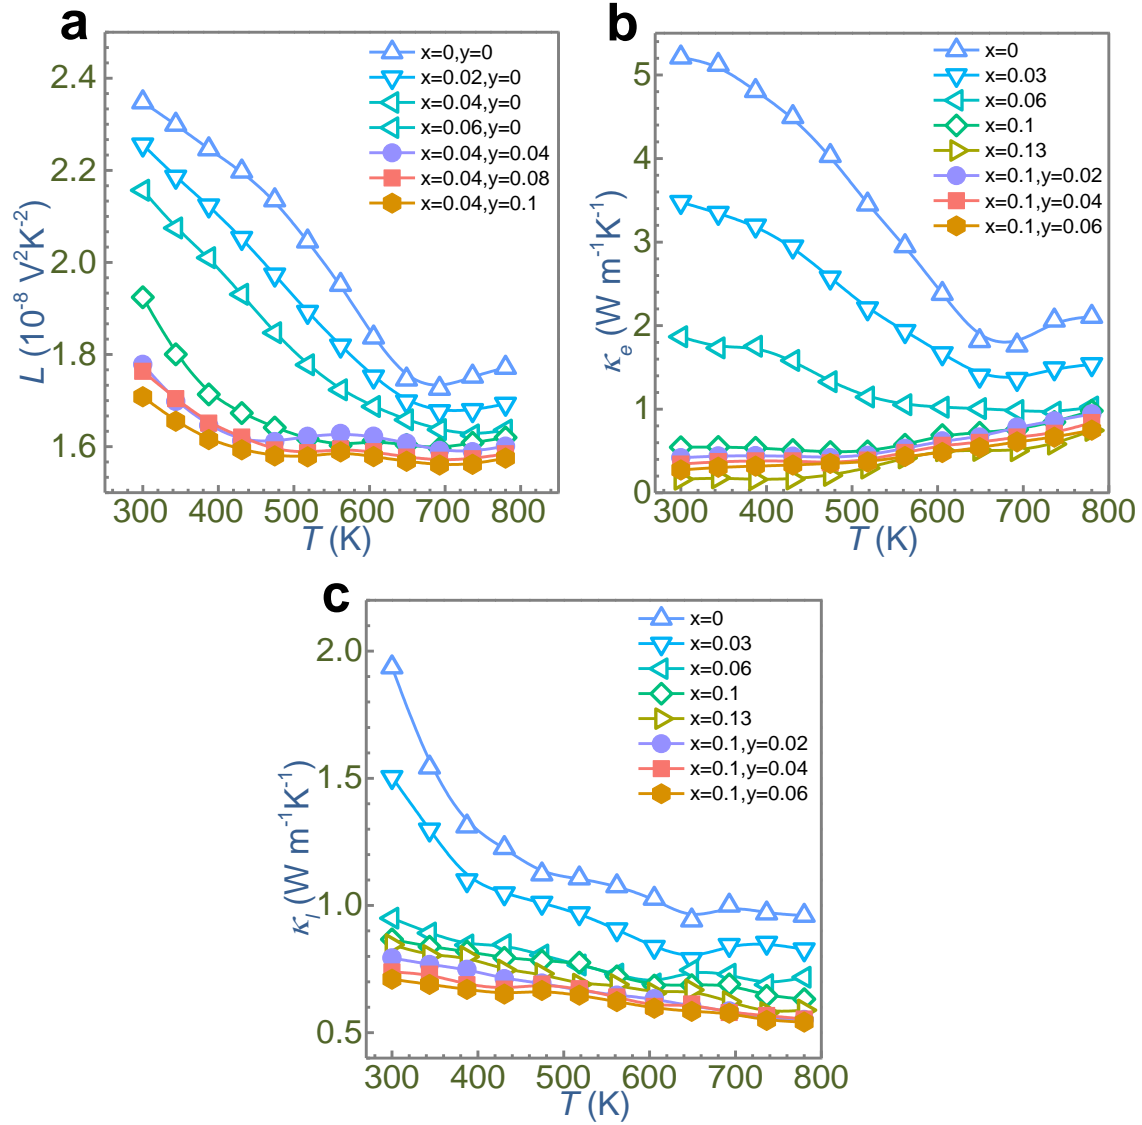 a
2.4
2.2
2.0
1.8
1.6
L (10⁻⁸ V²K⁻²)
x=0,y=0
x=0.02,y=0
x=0.04,y=0
x=0.06,y=0
x=0.04,y=0.04
x=0.04,y=0.08
x=0.04,y=0.1
300 400 500 600 700 800
T (K)
b
5
4
3
2
1
0
κₑ (W m⁻¹K⁻¹)
x=0
x=0.03
x=0.06
x=0.1
x=0.13
x=0.1,y=0.02
x=0.1,y=0.04
x=0.1,y=0.06
300 400 500 600 700 800
T (K)
c
2.0
1.5
1.0
0.5
κₗ (W m⁻¹K⁻¹)
x=0
x=0.03
x=0.06
x=0.1
x=0.13
x=0.1,y=0.02
x=0.1,y=0.04
x=0.1,y=0.06
300 400 500 600 700 800
T (K)